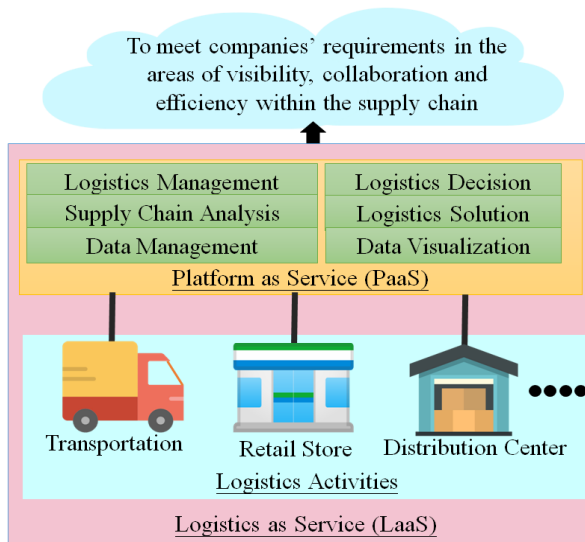 To meet companies’ requirements in the
areas of visibility, collaboration and
efficiency within the supply chain
Logistics Management
Logistics Decision
Supply Chain Analysis
Logistics Solution
Data Management
Data Visualization
Platform as Service (PaaS)
Transportation
Retail Store
Distribution Center
Logistics Activities
Logistics as Service (LaaS)